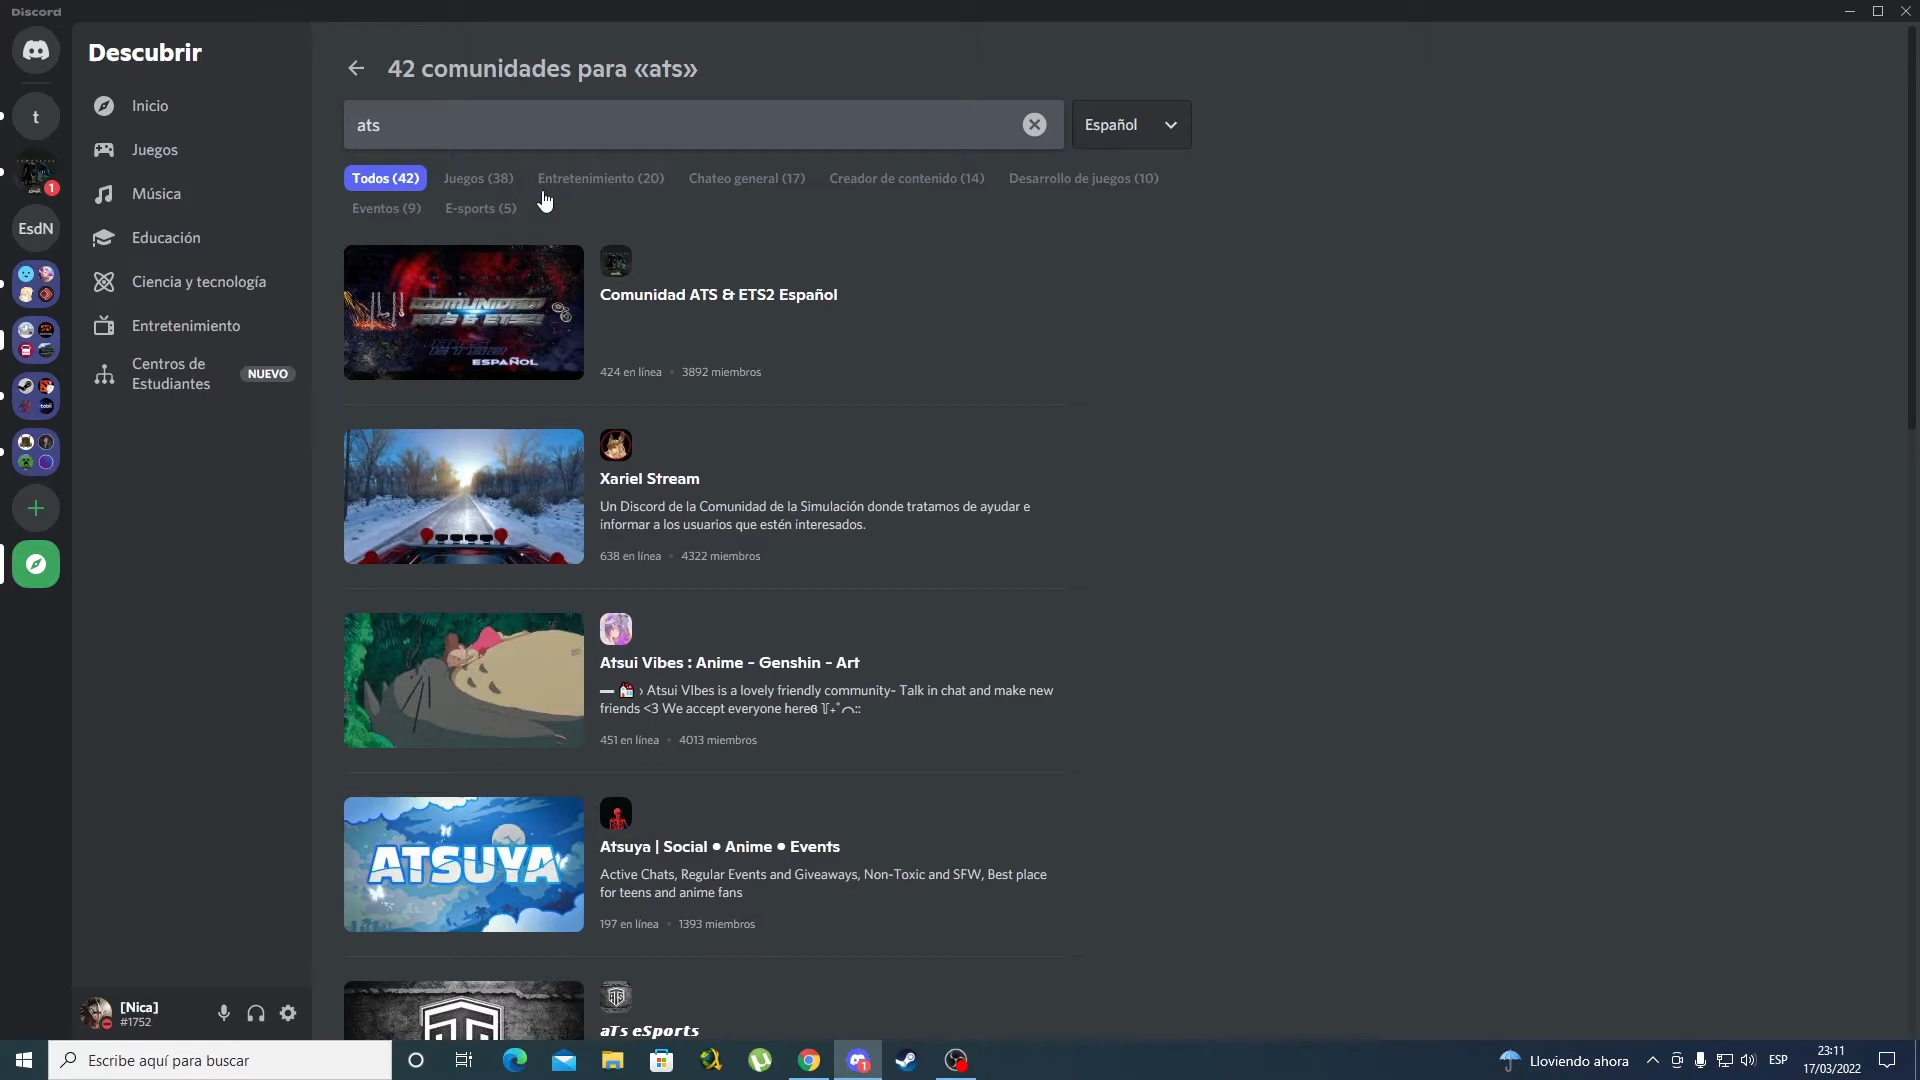 Discord
Descubrir
Inicio
Juegos
Música
Educación
Ciencia y tecnología
Entretenimiento
Centros de
Estudiantes
NUEVO
t
1
EsdN
42 comunidades para «ats»
ats
Español
Todos (42)
Juegos (38)
Entretenimiento (20)
Chateo general (17)
Creador de contenido (14)
Desarrollo de juegos (10)
Eventos (9)
E-sports (5)
COMUNIDAD
ATS & ETS2
ESPAÑOL
Comunidad ATS & ETS2 Español
424 en línea
3892 miembros
Xariel Stream
Un Discord de la Comunidad de la Simulación donde tratamos de ayudar e
informar a los usuarios que estén interesados.
638 en línea
4322 miembros
Atsui Vibes : Anime - Genshin - Art
› Atsui VIbes is a lovely friendly community- Talk in chat and make new
friends <3 We accept everyone here
451 en línea
4013 miembros
ATSUYA
Atsuya | Social ● Anime ● Events
Active Chats, Regular Events and Giveaways, Non-Toxic and SFW, Best place
for teens and anime fans
197 en línea
1393 miembros
aTs eSports
[Nica]
#1752
Escribe aquí para buscar
1
Lloviendo ahora
ESP
23:11
17/03/2022